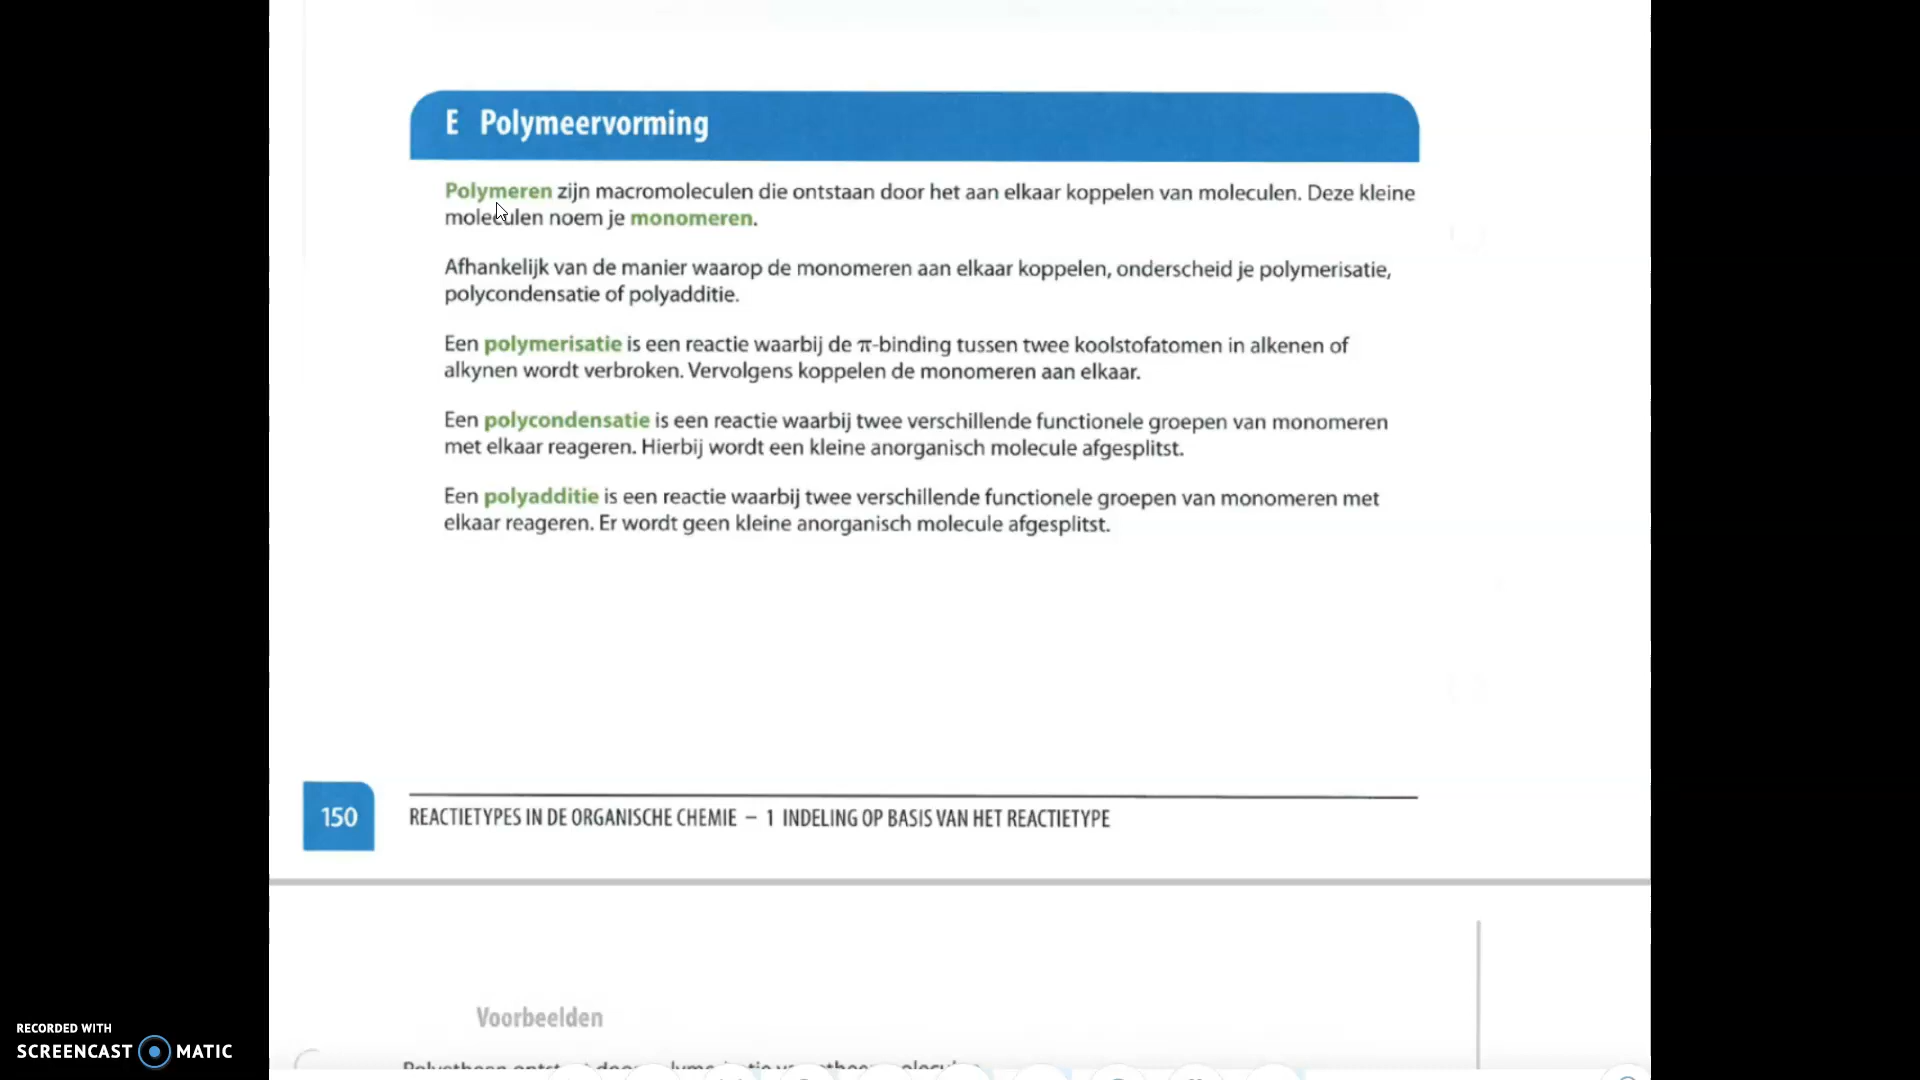 E Polymeervorming
Polymeren zijn macromoleculen die ontstaan door het aan elkaar koppelen van moleculen. Deze kleine
moleculen noem je monomeren.
Afhankelijk van de manier waarop de monomeren aan elkaar koppelen, onderscheid je polymerisatie,
polycondensatie of polyadditie.
Een polymerisatie is een reactie waarbij de π-binding tussen twee koolstofatomen in alkenen of
alkynen wordt verbroken. Vervolgens koppelen de monomeren aan elkaar.
Een polycondensatie is een reactie waarbij twee verschillende functionele groepen van monomeren
met elkaar reageren. Hierbij wordt een kleine anorganisch molecule afgesplitst.
Een polyadditie is een reactie waarbij twee verschillende functionele groepen van monomeren met
elkaar reageren. Er wordt geen kleine anorganisch molecule afgesplitst.
150
REACTIETYPES IN DE ORGANISCHE CHEMIE – 1 INDELING OP BASIS VAN HET REACTIETYPE
Voorbeelden
RECORDED WITH
SCREENCAST MATIC